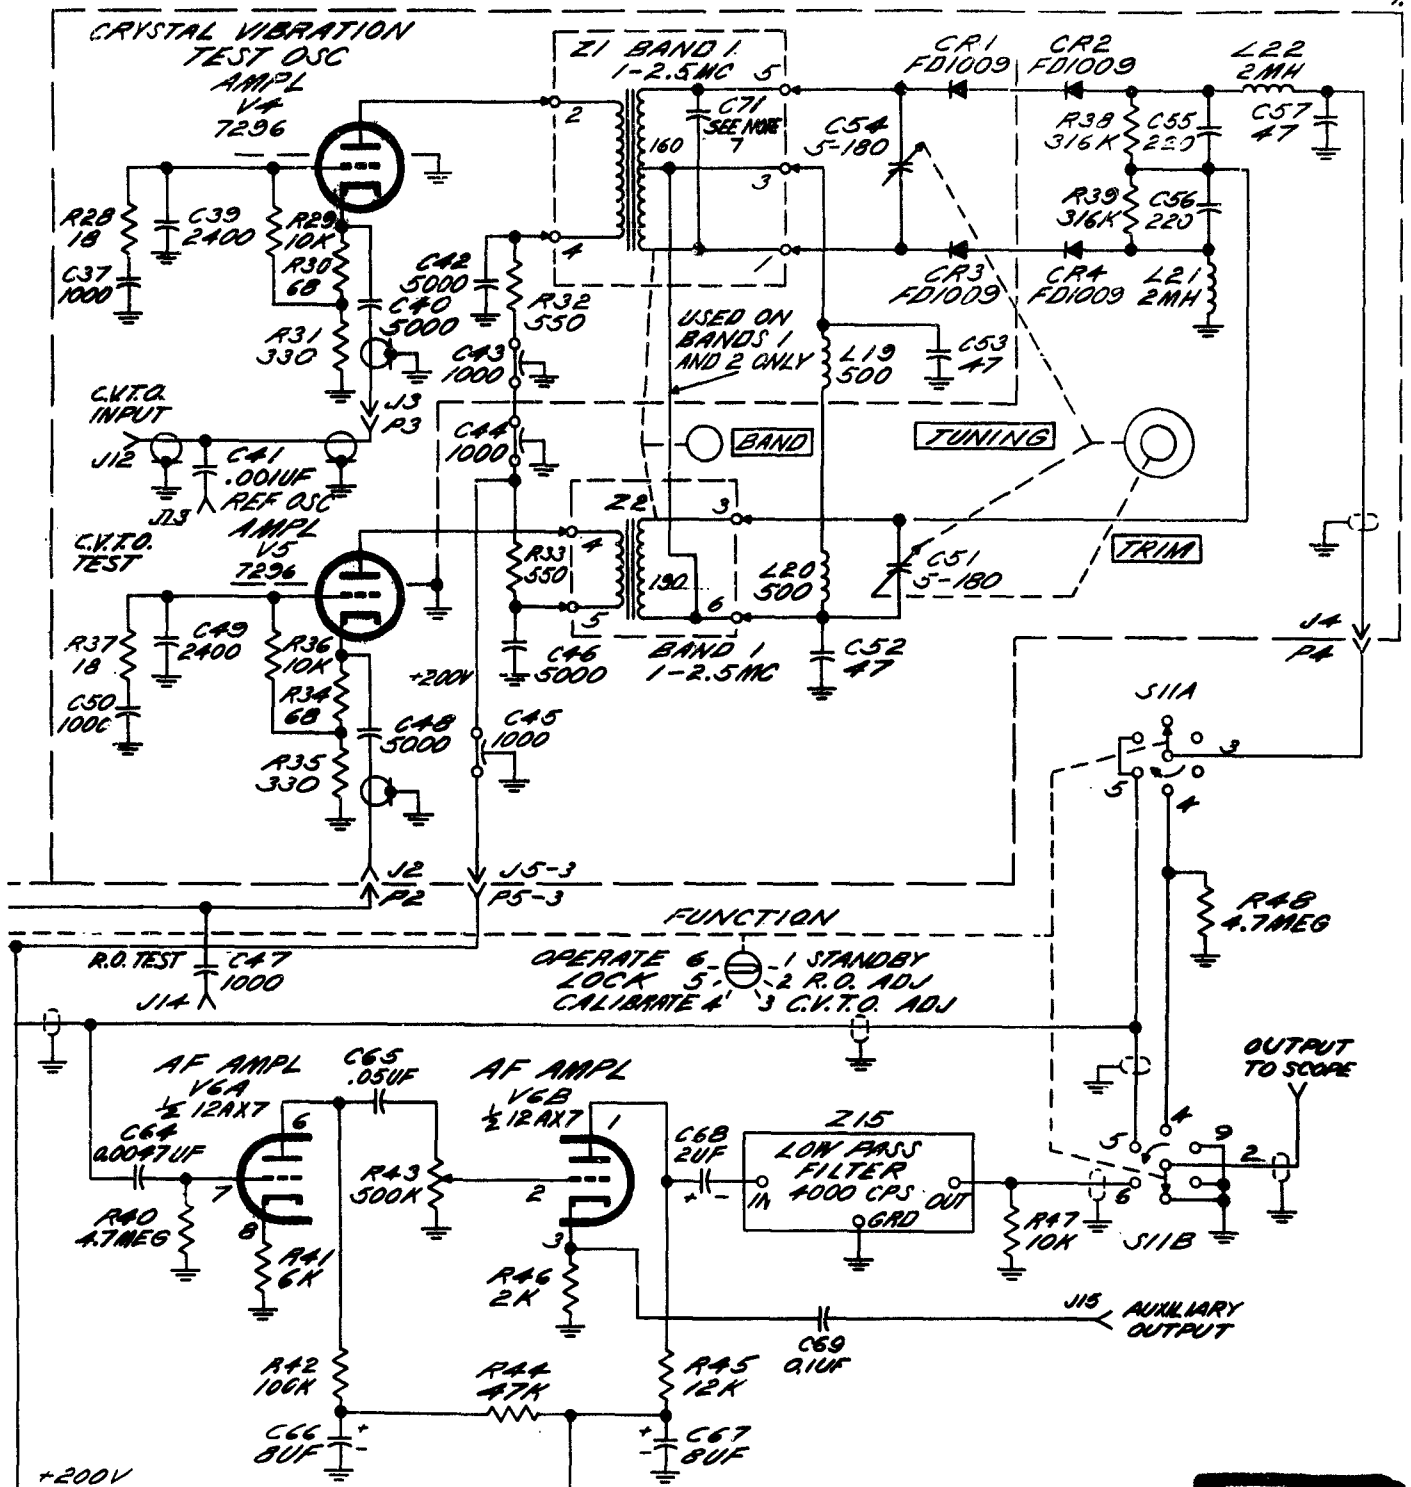 CRYSTAL VIBRATION
TEST OSC
AMPL
V4
7296
Z1 BAND 1
1-2.5MC
5
2
C71
SEE NOTE
7
160
3
4
1
CR1
FD1009
CR2
FD1009
L22
2MH
C54
5-180
R38
316K
C55
220
C57
47
R39
316K
C56
220
CR3
FD1009
CR4
FD1009
L21
2MH
R28
18
C39
2400
R29
10K
C37
1000
R30
68
C40
5000
R31
330
C42
5000
R32
550
C43
1000
USED ON
BANDS 1
AND 2 ONLY
L19
500
C53
47
C.V.T.O.
INPUT
J3
P3
J12
C41
.001UF
J23
C44
1000
BAND
TUNING
TRIM
REF OSC
AMPL
V5
7296
C.V.T.O.
TEST
Z2
3
4
R33
550
190
5
6
L20
500
C51
5-180
BAND 1
1-2.5MC
C52
47
R37
18
C49
2400
R36
10K
C50
1000
R34
68
C48
5000
R35
330
C46
5000
+200V
C45
1000
J4
P4
S11A
3
5
4
J2
P2
J5-3
P5-3
R48
4.7MEG
FUNCTION
OPERATE 6
1 STANDBY
LOCK 5
2 R.O. ADJ
CALIBRATE 4
3 C.V.T.O. ADJ
R.O. TEST
C47
1000
J14
AF AMPL
V6A
½ 12AX7
6
C65
.05UF
AF AMPL
V6B
½ 12AX7
1
C64
0.0047UF
7
8
R40
4.7MEG
R41
6K
R43
500K
2
3
C68
2UF
+ -
Z15
LOW PASS
FILTER
4000 CPS
IN
OUT
GRD
R47
10K
OUTPUT
TO SCOPE
4
5
9
2
6
S11B
R46
2K
C69
0.1UF
J15
AUXILIARY
OUTPUT
R42
R44
47K
R45
12K
C66
8UF
+
-
C67
8UF
+
-
+200V